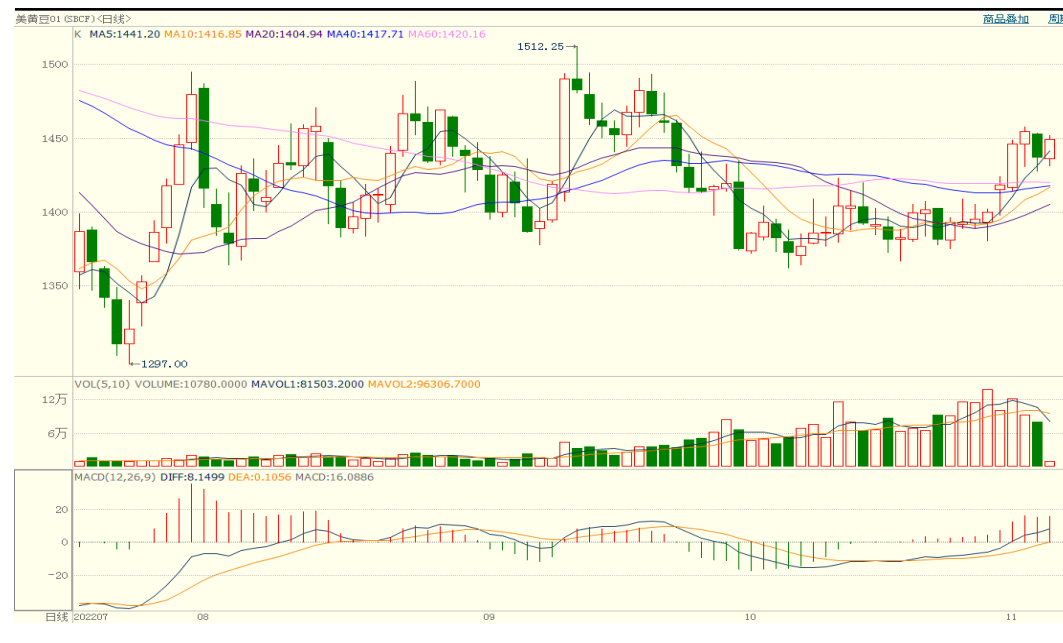 美黄豆01 (SBCF)<日线>
商品叠加 周期
K MA5:1441.20 MA10:1416.85 MA20:1404.94 MA40:1417.71 MA60:1420.16
1512.25
1500
1450
1400
1350
1297.00
VOL(5,10) VOLUME:10780.0000 MAVOL1:81503.2000 MAVOL2:96306.7000
12万
6万
MACD(12,26,9) DIFF:8.1499 DEA:0.1056 MACD:16.0886
20
0
-20
日线 202207 08 09 10 11